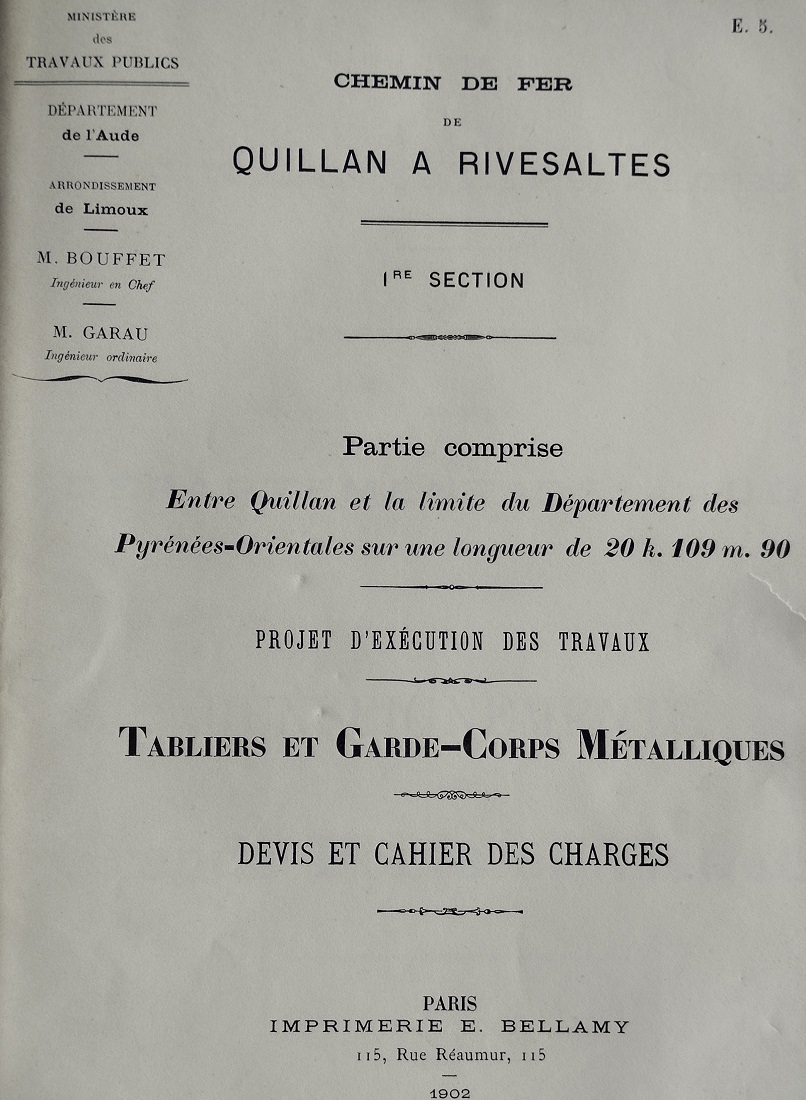 MINISTÈRE
des
TRAVAUX PUBLICS
DÉPARTEMENT
de l'Aude
ARRONDISSEMENT
de Limoux
M. BOUFFET
Ingénieur en Chef
M. GARAU
Ingénieur ordinaire
E. 5.
CHEMIN DE FER
DE
QUILLAN A RIVESALTES
1RE SECTION
Partie comprise
Entre Quillan et la limite du Département des
Pyrénées-Orientales sur une longueur de 20 k. 109 m. 90
PROJET D'EXÉCUTION DES TRAVAUX
TABLIERS ET GARDE-CORPS MÉTALLIQUES
DEVIS ET CAHIER DES CHARGES
PARIS
IMPRIMERIE E. BELLAMY
115, Rue Réaumur, 115
1902